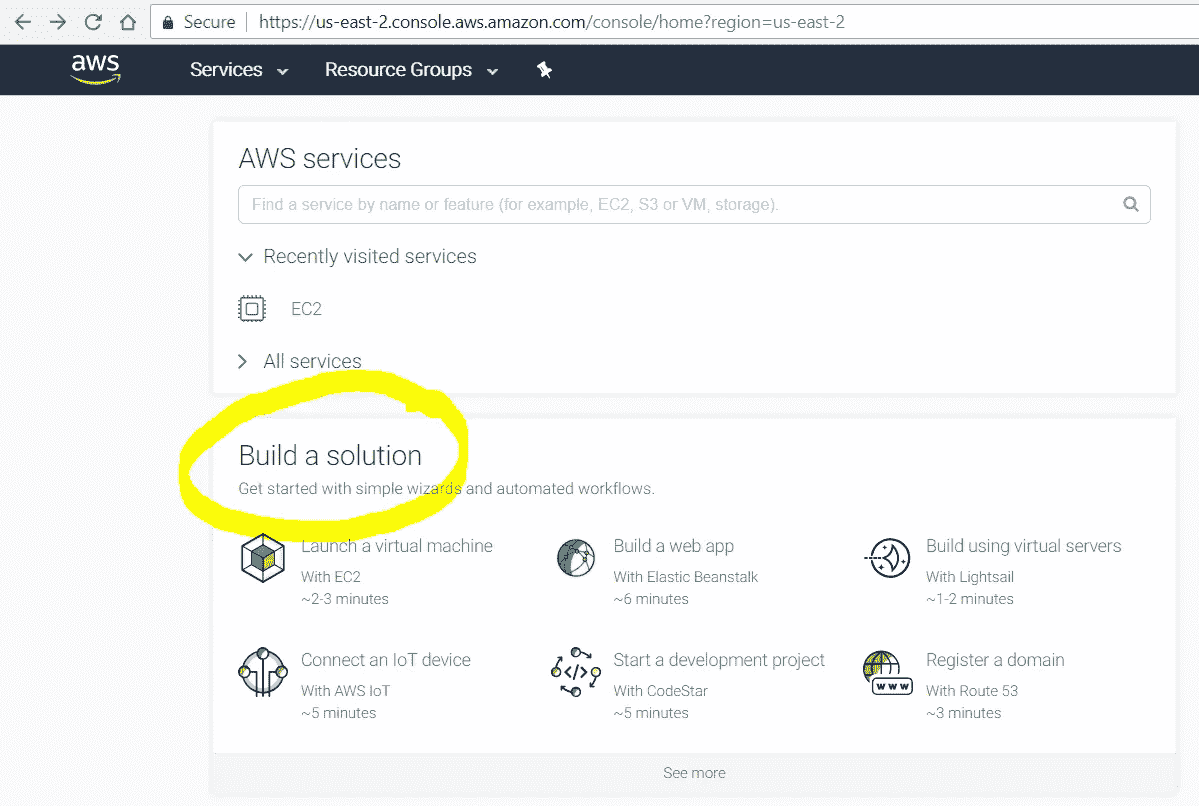 Secure https://us-east-2.console.aws.amazon.com/console/home?region=us-east-2
aws Services Resource Groups
AWS services
Find a service by name or feature (for example, EC2, S3 or VM, storage).
Recently visited services
EC2
All services
Build a solution
Get started with simple wizards and automated workflows.
Launch a virtual machine
With EC2
~2-3 minutes
Build a web app
With Elastic Beanstalk
~6 minutes
Build using virtual servers
With Lightsail
~1-2 minutes
Connect an IoT device
With AWS IoT
~5 minutes
Start a development project
With CodeStar
~5 minutes
www
Register a domain
With Route 53
~3 minutes
See more